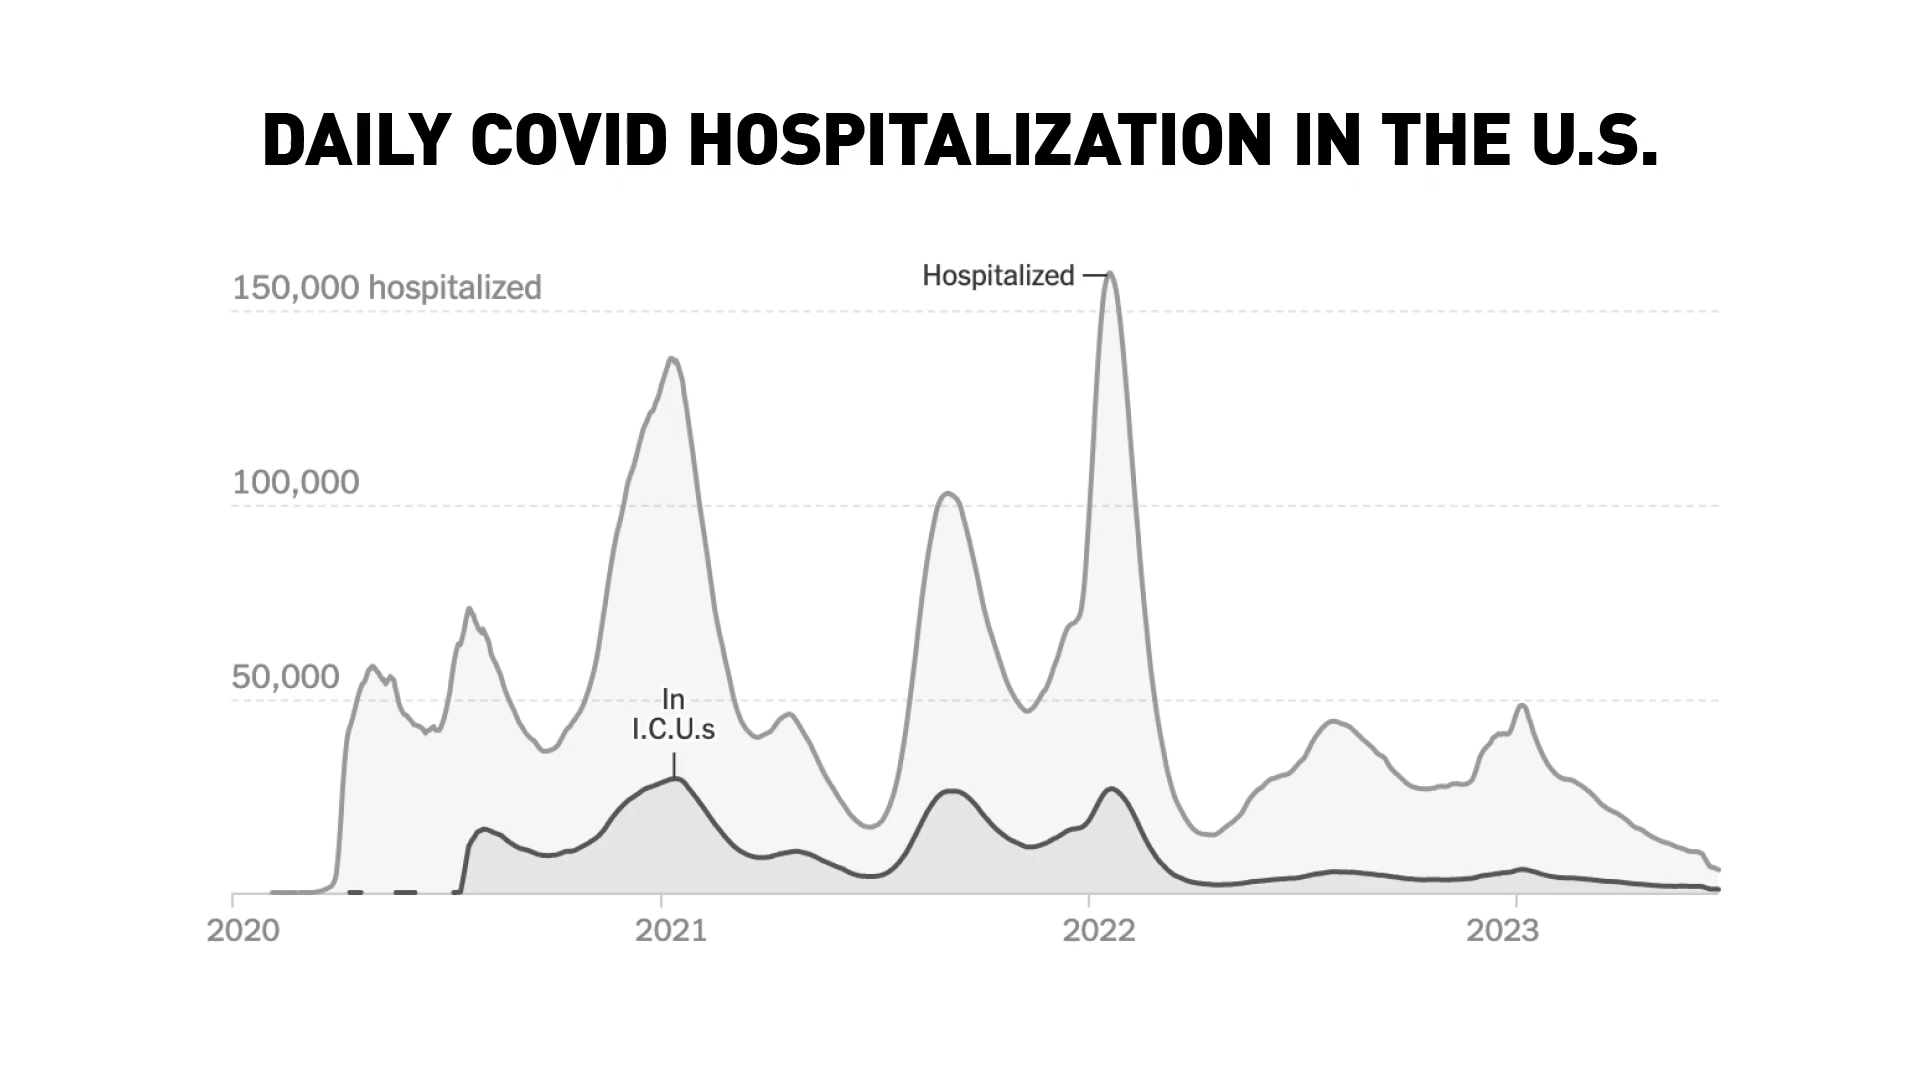 DAILY COVID HOSPITALIZATION IN THE U.S.
150,000 hospitalized
Hospitalized
100,000
50,000
In
I.C.U.s
2020
2021
2022
2023